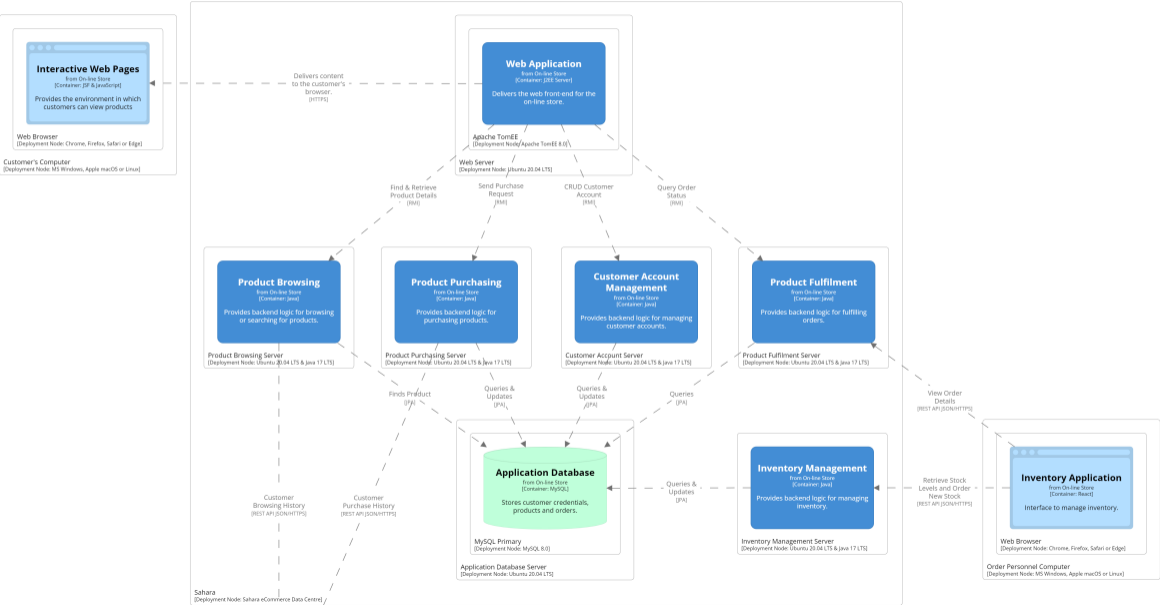 Interactive Web Pages
from On-line Store
[Container: JSF & JavaScript]
Provides the environment in which
customers can view products
Web Browser
[Deployment Node: Chrome, Firefox, Safari or Edge]
Customer's Computer
[Deployment Node: MS Windows, Apple macOS or Linux]
Delivers content
to the customer's
browser.
[HTTPS]
Web Application
from On-line Store
[Container: J2EE Server]
Delivers the web front-end for the
on-line store.
Apache TomEE
[Deployment Node: Apache TomEE 8.0]
Web Server
[Deployment Node: Ubuntu 20.04 LTS]
Find & Retrieve
Product Details
[RMI]
Send Purchase
Request
[RMI]
CRUD Customer
Account
[RMI]
Query Order
Status
[RMI]
Product Browsing
from On-line Store
[Container: Java]
Provides backend logic for browsing
or searching for products.
Product Browsing Server
[Deployment Node: Ubuntu 20.04 LTS & Java 17 LTS]
Product Purchasing
from On-line Store
[Container: Java]
Provides backend logic for
purchasing products.
Product Purchasing Server
[Deployment Node: Ubuntu 20.04 LTS & Java 17 LTS]
Customer Account
Management
from On-line Store
[Container: Java]
Provides backend logic for managing
customer accounts.
Customer Account Server
[Deployment Node: Ubuntu 20.04 LTS & Java 17 LTS]
Product Fulfilment
from On-line Store
[Container: Java]
Provides backend logic for fulfilling
orders.
Product Fulfilment Server
[Deployment Node: Ubuntu 20.04 LTS & Java 17 LTS]
Finds Product
[JPA]
Queries &
Updates
[JPA]
Queries &
Updates
[JPA]
Queries
[JPA]
View Order
Details
[REST API JSON/HTTPS]
Application Database
from On-line Store
[Container: MySQL]
Stores customer credentials,
products and orders.
MySQL Primary
[Deployment Node: MySQL 8.0]
Application Database Server
[Deployment Node: Ubuntu 20.04 LTS]
Queries &
Updates
[JPA]
Inventory Management
from On-line Store
[Container: Java]
Provides backend logic for managing
inventory.
Inventory Management Server
[Deployment Node: Ubuntu 20.04 LTS & Java 17 LTS]
Retrieve Stock
Levels and Order
New Stock
[REST API JSON/HTTPS]
Inventory Application
from On-line Store
[Container: React]
Interface to manage inventory.
Web Browser
[Deployment Node: Chrome, Firefox, Safari or Edge]
Order Personnel Computer
[Deployment Node: MS Windows, Apple macOS or Linux]
Customer
Browsing History
[REST API JSON/HTTPS]
Customer
Purchase History
[REST API JSON/HTTPS]
Sahara
[Deployment Node: Sahara eCommerce Data Centre]